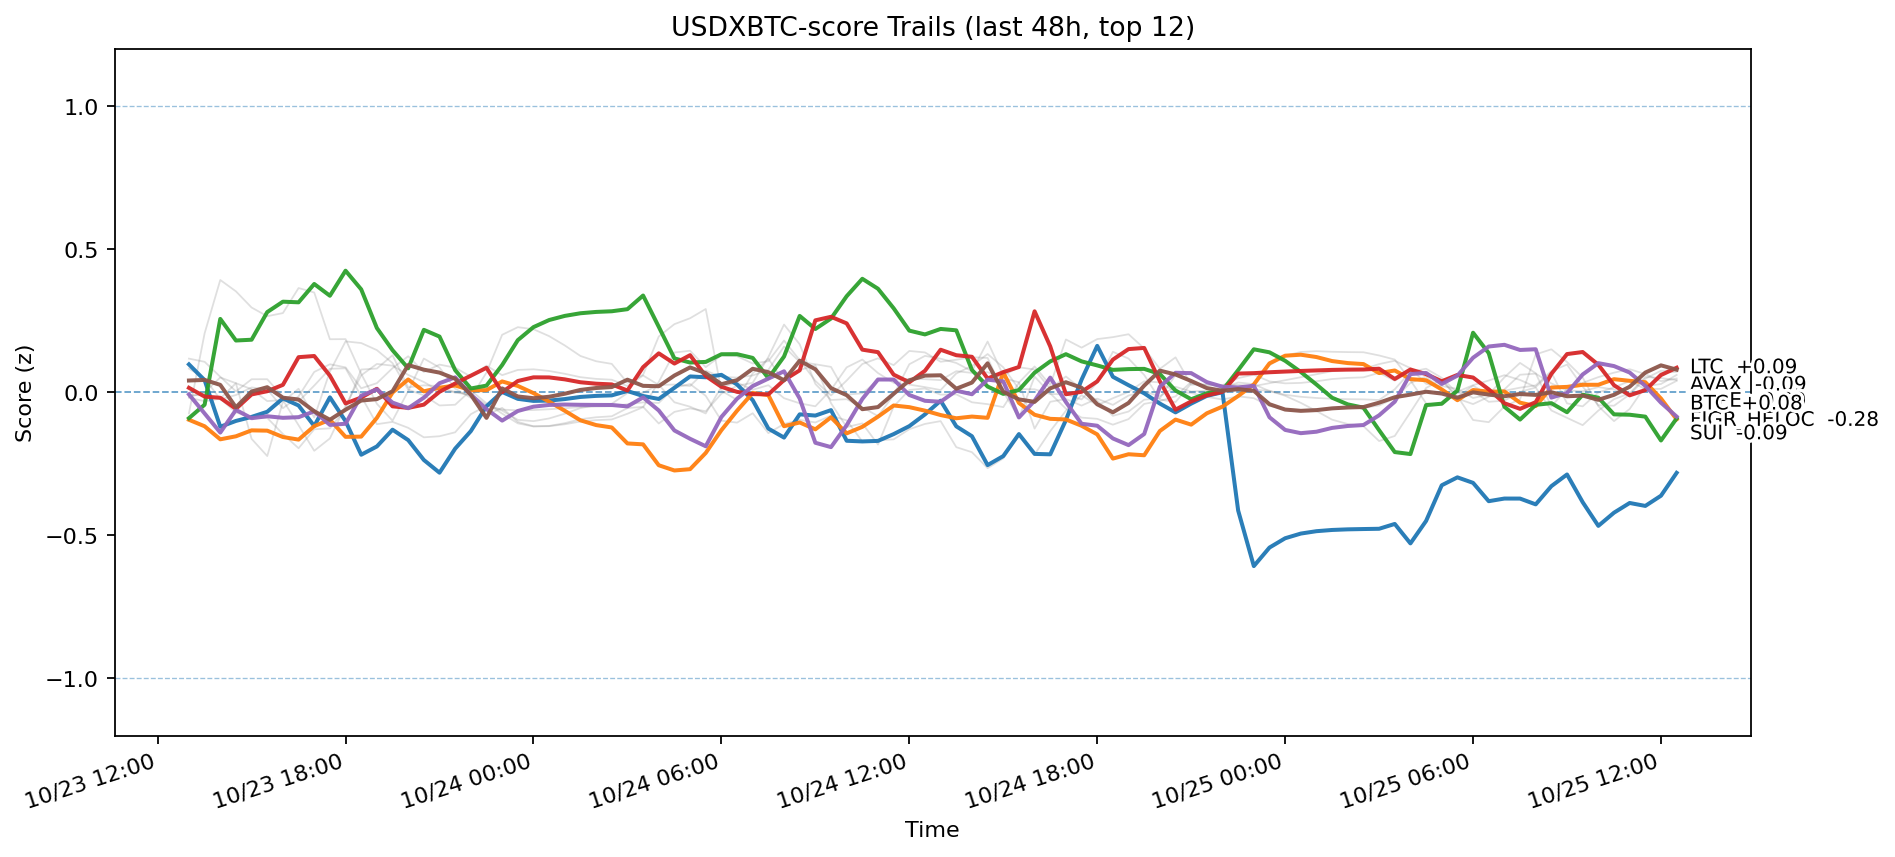 USDXBTC-score Trails (last 48h, top 12)
Score (z)
1.0
0.5
0.0
−0.5
−1.0
LTC +0.09
AVAX -0.09
BTC +0.08
FIGR_HELOC -0.28
SUI -0.09
10/23 12:00
10/23 18:00
10/24 00:00
10/24 06:00
10/24 12:00
10/24 18:00
10/25 00:00
10/25 06:00
10/25 12:00
Time